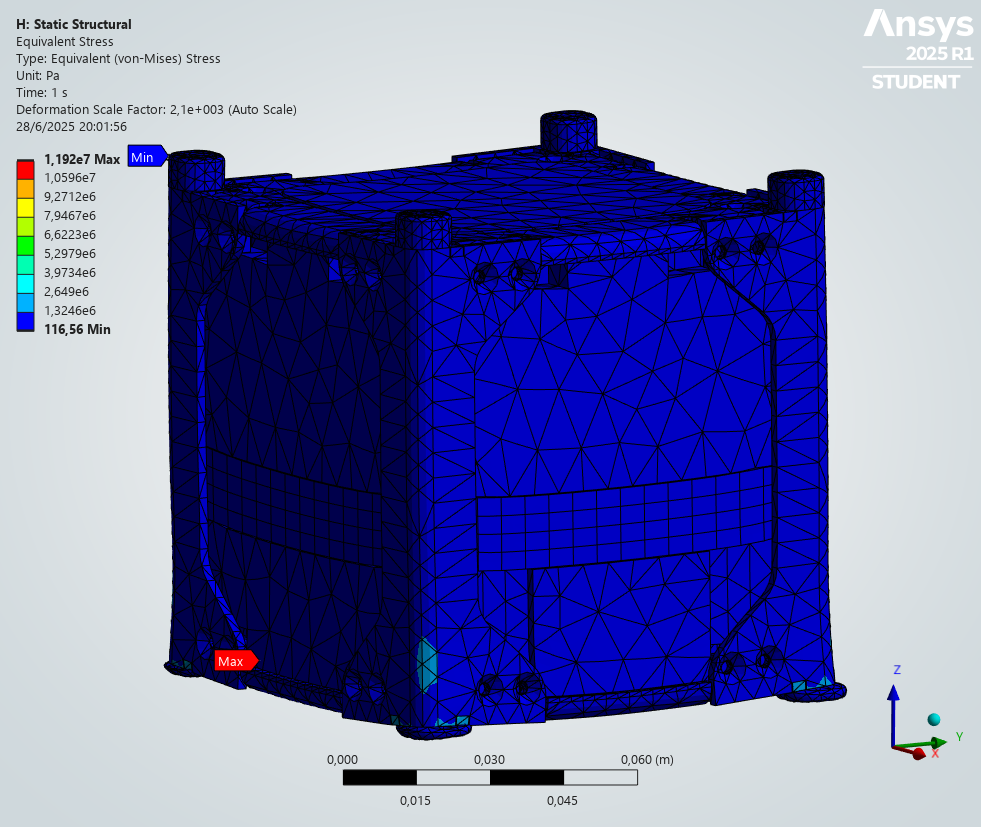 H: Static Structural
Equivalent Stress
Type: Equivalent (von-Mises) Stress
Unit: Pa
Time: 1 s
Deformation Scale Factor: 2,1e+003 (Auto Scale)
28/6/2025 20:01:56
Ansys
2025 R1
STUDENT
1,192e7 Max
1,0596e7
9,2712e6
7,9467e6
6,6223e6
5,2979e6
3,9734e6
2,649e6
1,3246e6
116,56 Min
Min
Max
Z
Y
X
0,000
0,030
0,060 (m)
0,015
0,045